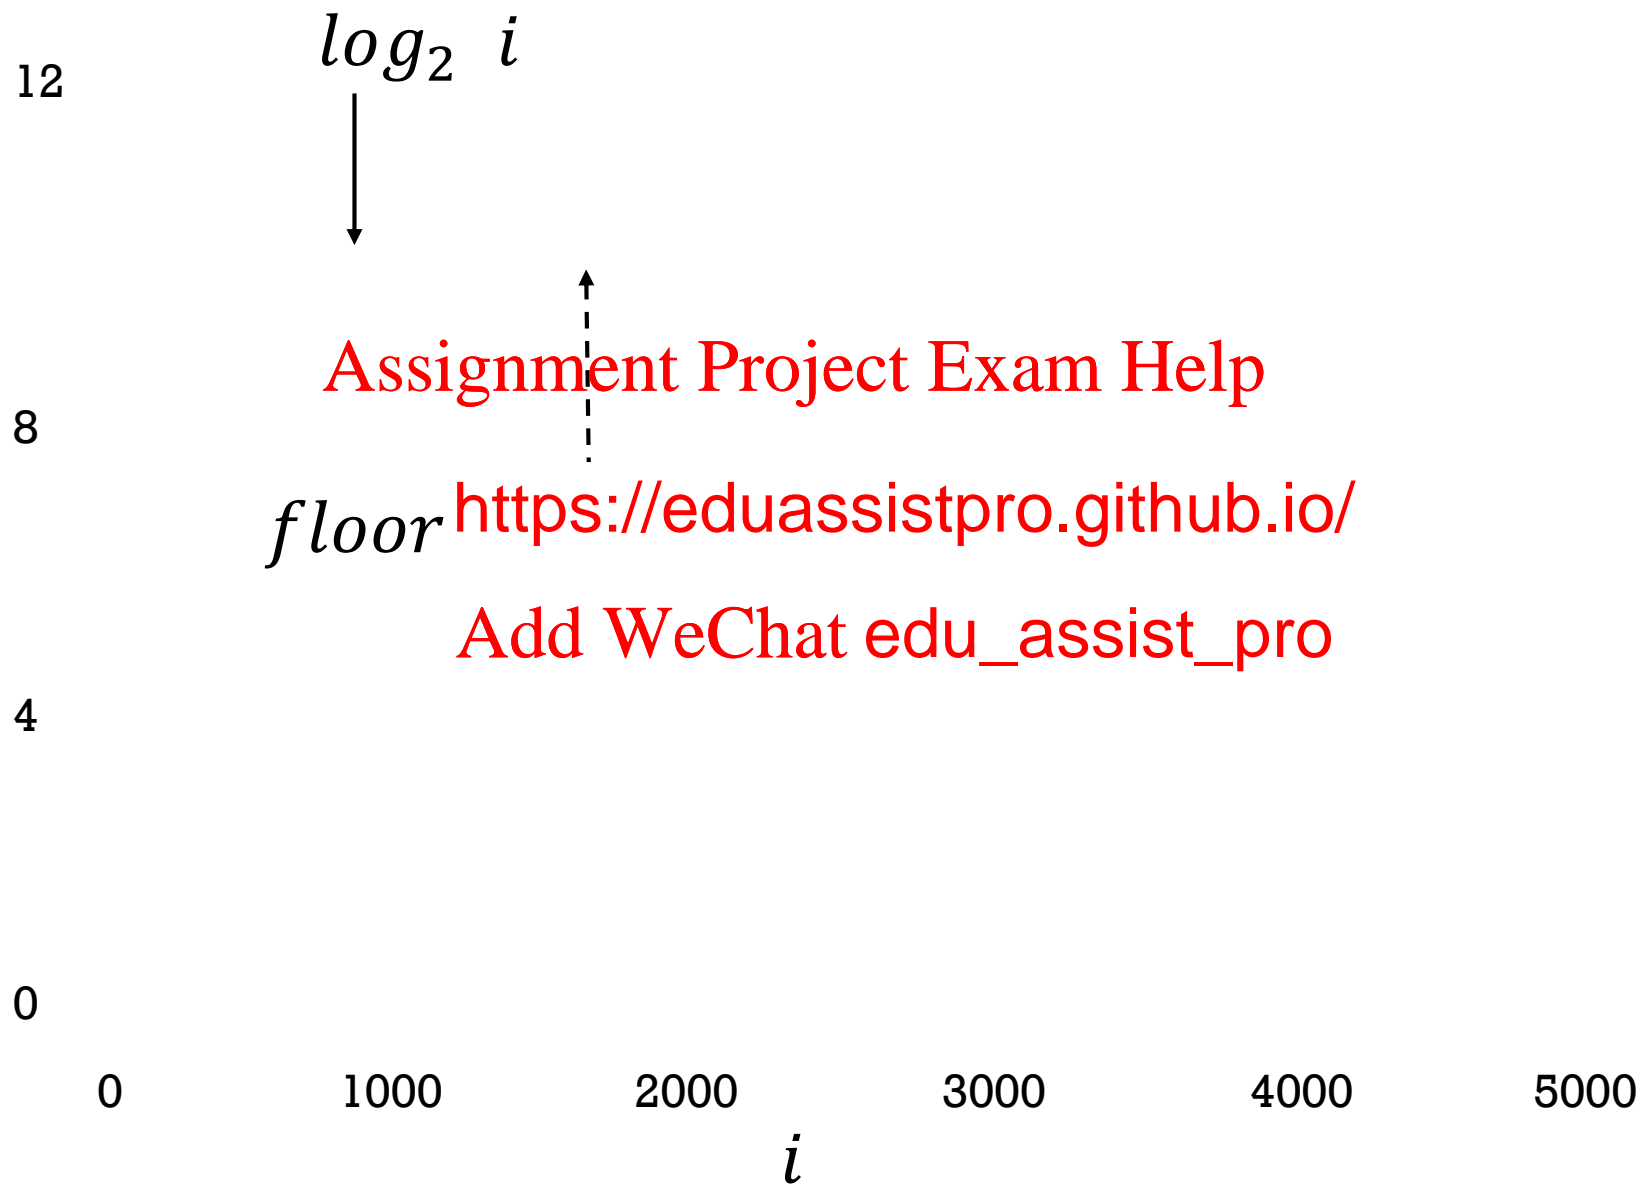 log₂ i
12
Assignment Project Exam Help
8
floor https://eduassistpro.github.io/
Add WeChat edu_assist_pro
4
0
0 1000 2000 3000 4000 5000
i